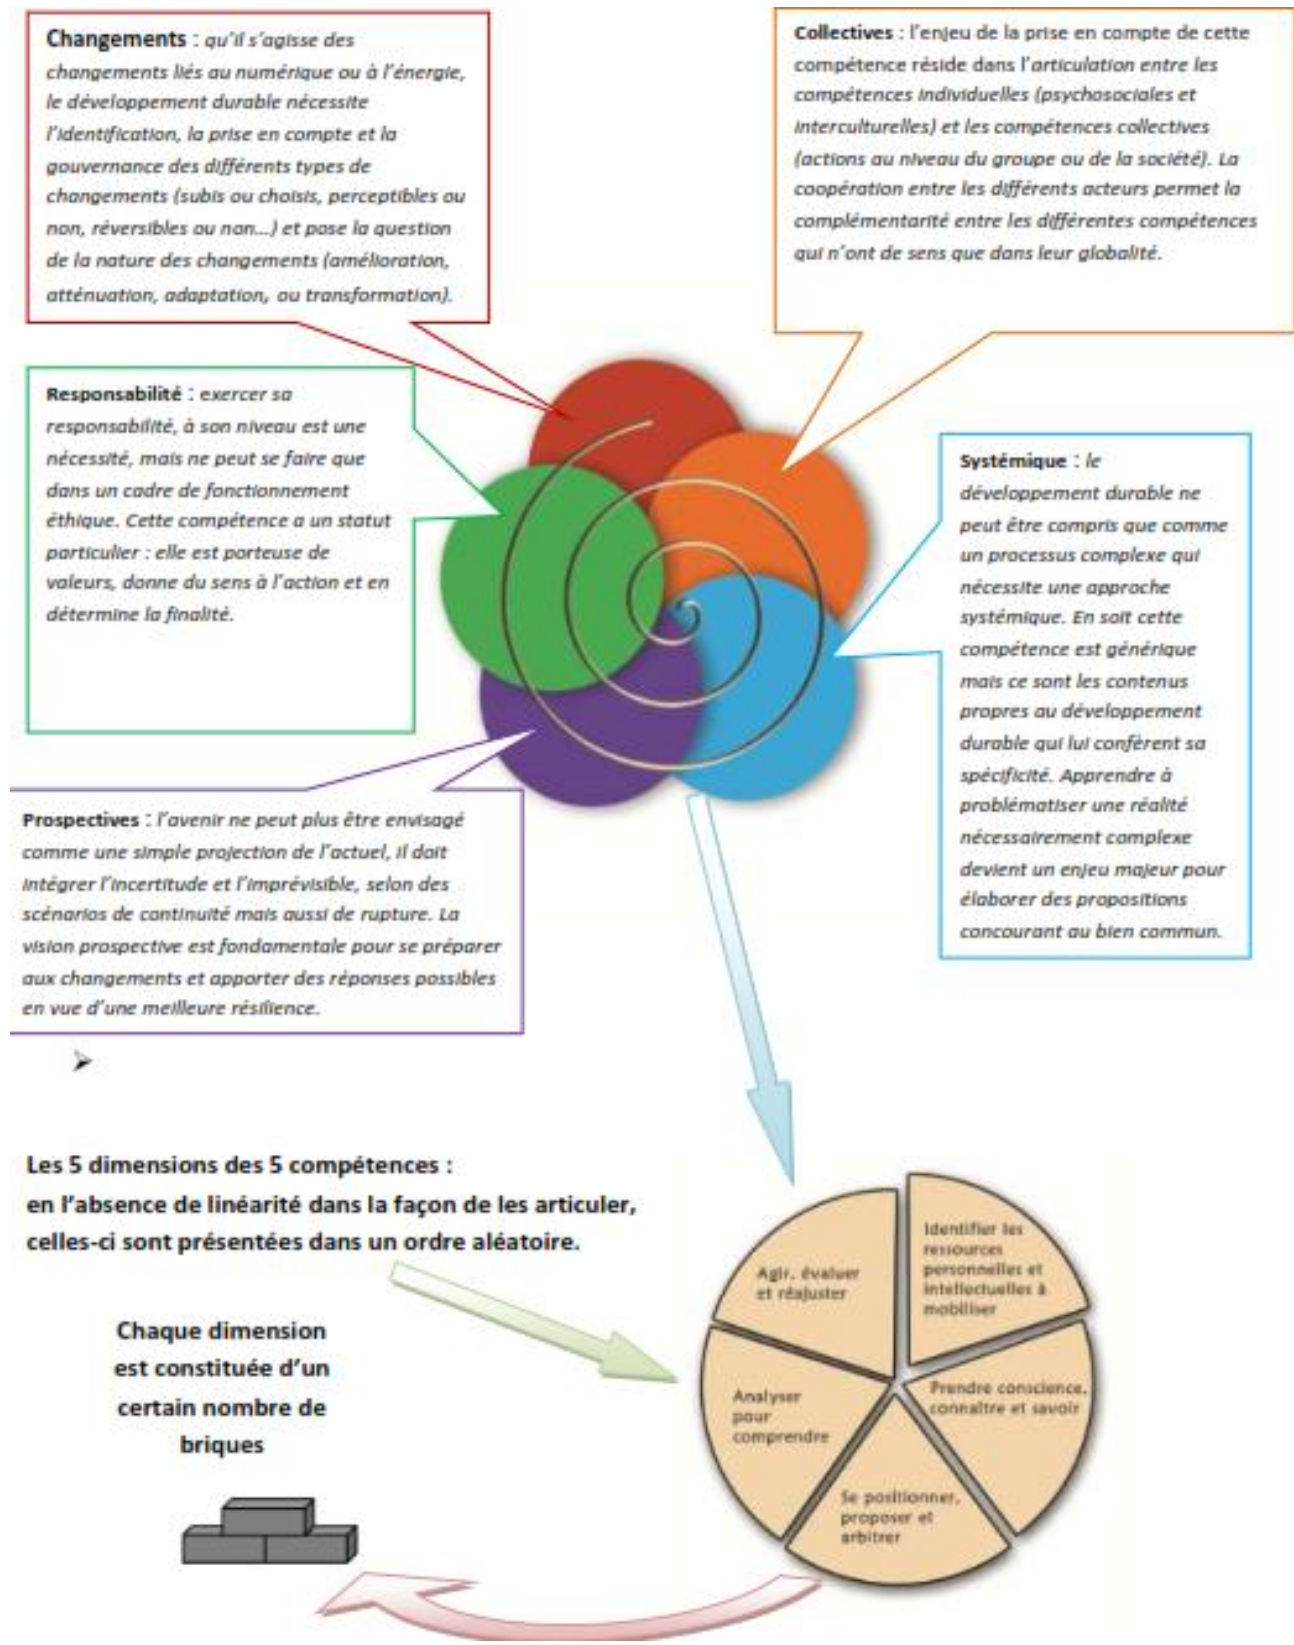 Changements : qu'il s'agisse des
changements liés au numérique ou à l'énergie,
le développement durable nécessite
l'identification, la prise en compte et la
gouvernance des différents types de
changements (subis ou choisis, perceptibles ou
non, réversibles ou non...) et pose la question
de la nature des changements (amélioration,
atténuation, adaptation, ou transformation).
Collectives : l'enjeu de la prise en compte de cette
compétence réside dans l'articulation entre les
compétences individuelles (psychosociales et
interculturelles) et les compétences collectives
(actions au niveau du groupe ou de la société). La
coopération entre les différents acteurs permet la
complémentarité entre les différentes compétences
qui n'ont de sens que dans leur globalité.
Responsabilité : exercer sa
responsabilité, à son niveau est une
nécessité, mais ne peut se faire que
dans un cadre de fonctionnement
éthique. Cette compétence a un statut
particulier : elle est porteuse de
valeurs, donne du sens à l'action et en
détermine la finalité.
Systémique : le
développement durable ne
peut être compris que comme
un processus complexe qui
nécessite une approche
systémique. En soit cette
compétence est générique
mais ce sont les contenus
propres au développement
durable qui lui confèrent sa
spécificité. Apprendre à
problématiser une réalité
nécessairement complexe
devient un enjeu majeur pour
élaborer des propositions
concourant au bien commun.
Prospectives : l'avenir ne peut plus être envisagé
comme une simple projection de l'actuel, il doit
intégrer l'incertitude et l'imprévisible, selon des
scénarios de continuité mais aussi de rupture. La
vision prospective est fondamentale pour se préparer
aux changements et apporter des réponses possibles
en vue d'une meilleure résilience.
Les 5 dimensions des 5 compétences :
en l'absence de linéarité dans la façon de les articuler,
celles-ci sont présentées dans un ordre aléatoire.
Chaque dimension
est constituée d'un
certain nombre de
briques
Identifier les
ressources
personnelles et
intellectuelles à
mobiliser
Agir, évaluer
et réajuster
Prendre conscience,
connaître et savoir
Analyser
pour
comprendre
Se positionner,
proposer et
arbitrer